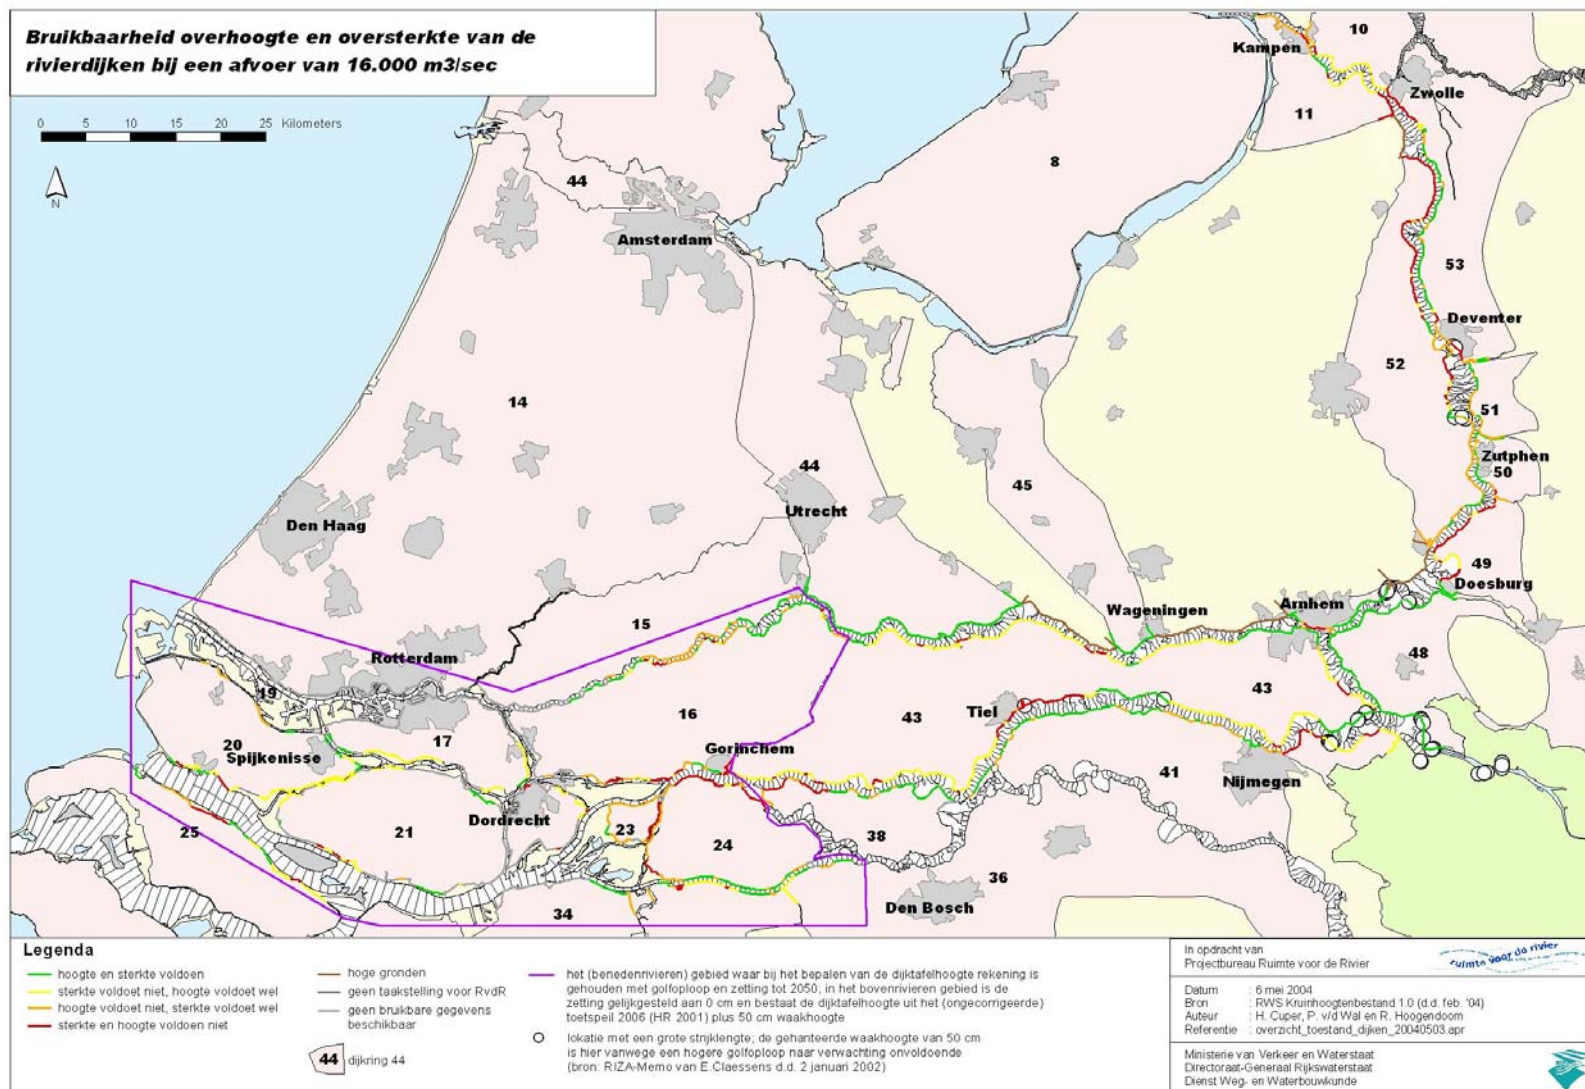 Bruikbaarheid overhoogte en oversterkte van de
rivierdijken bij een afvoer van 16.000 m3/sec
0 5 10 15 20 25 Kilometers
N
10
Kampen
Zwolle
11
8
44
Amsterdam
53
Deventer
52
14
51
Zutphen
50
44
45
Utrecht
Den Haag
49
Doesburg
Wageningen
Arnhem
15
Rotterdam
48
19
43
16
43
Tiel
17
20
Spijkenisse
Gorinchem
41
Nijmegen
Dordrecht
25
21
23
24
38
36
Den Bosch
34
Legenda
hoogte en sterkte voldoen
sterkte voldoet niet, hoogte voldoet wel
hoogte voldoet niet, sterkte voldoet wel
sterkte en hoogte voldoen niet
hoge gronden
geen taakstelling voor RvdR
geen bruikbare gegevens
beschikbaar
44 dijkring 44
het (benedenrivieren) gebied waar bij het bepalen van de dijktafelhoogte rekening is
gehouden met golfoploop en zetting tot 2050; in het bovenrivieren gebied is de
zetting gelijkgesteld aan 0 cm en bestaat de dijktafelhoogte uit het (ongecorrigeerde)
toetspeil 2006 (HR 2001) plus 50 cm waakhoogte
lokatie met een grote strijklengte; de gehanteerde waakhoogte van 50 cm
is hier vanwege een hogere golfoploop naar verwachting onvoldoende
(bron: RIZA-Memo van E.Claessens d.d. 2 januari 2002)
In opdracht van
Projectbureau Ruimte voor de Rivier
ruimte voor de rivier
Datum : 6 mei 2004
Bron : RWS Kruinhoogtenbestand 1.0 (d.d. feb. '04)
Auteur : H. Cuper, P. v/d Wal en R. Hoogendoorn
Referentie : overzicht_toestand_dijken_20040503.apr
Ministerie van Verkeer en Waterstaat
Directoraat-Generaal Rijkswaterstaat
Dienst Weg- en Waterbouwkunde